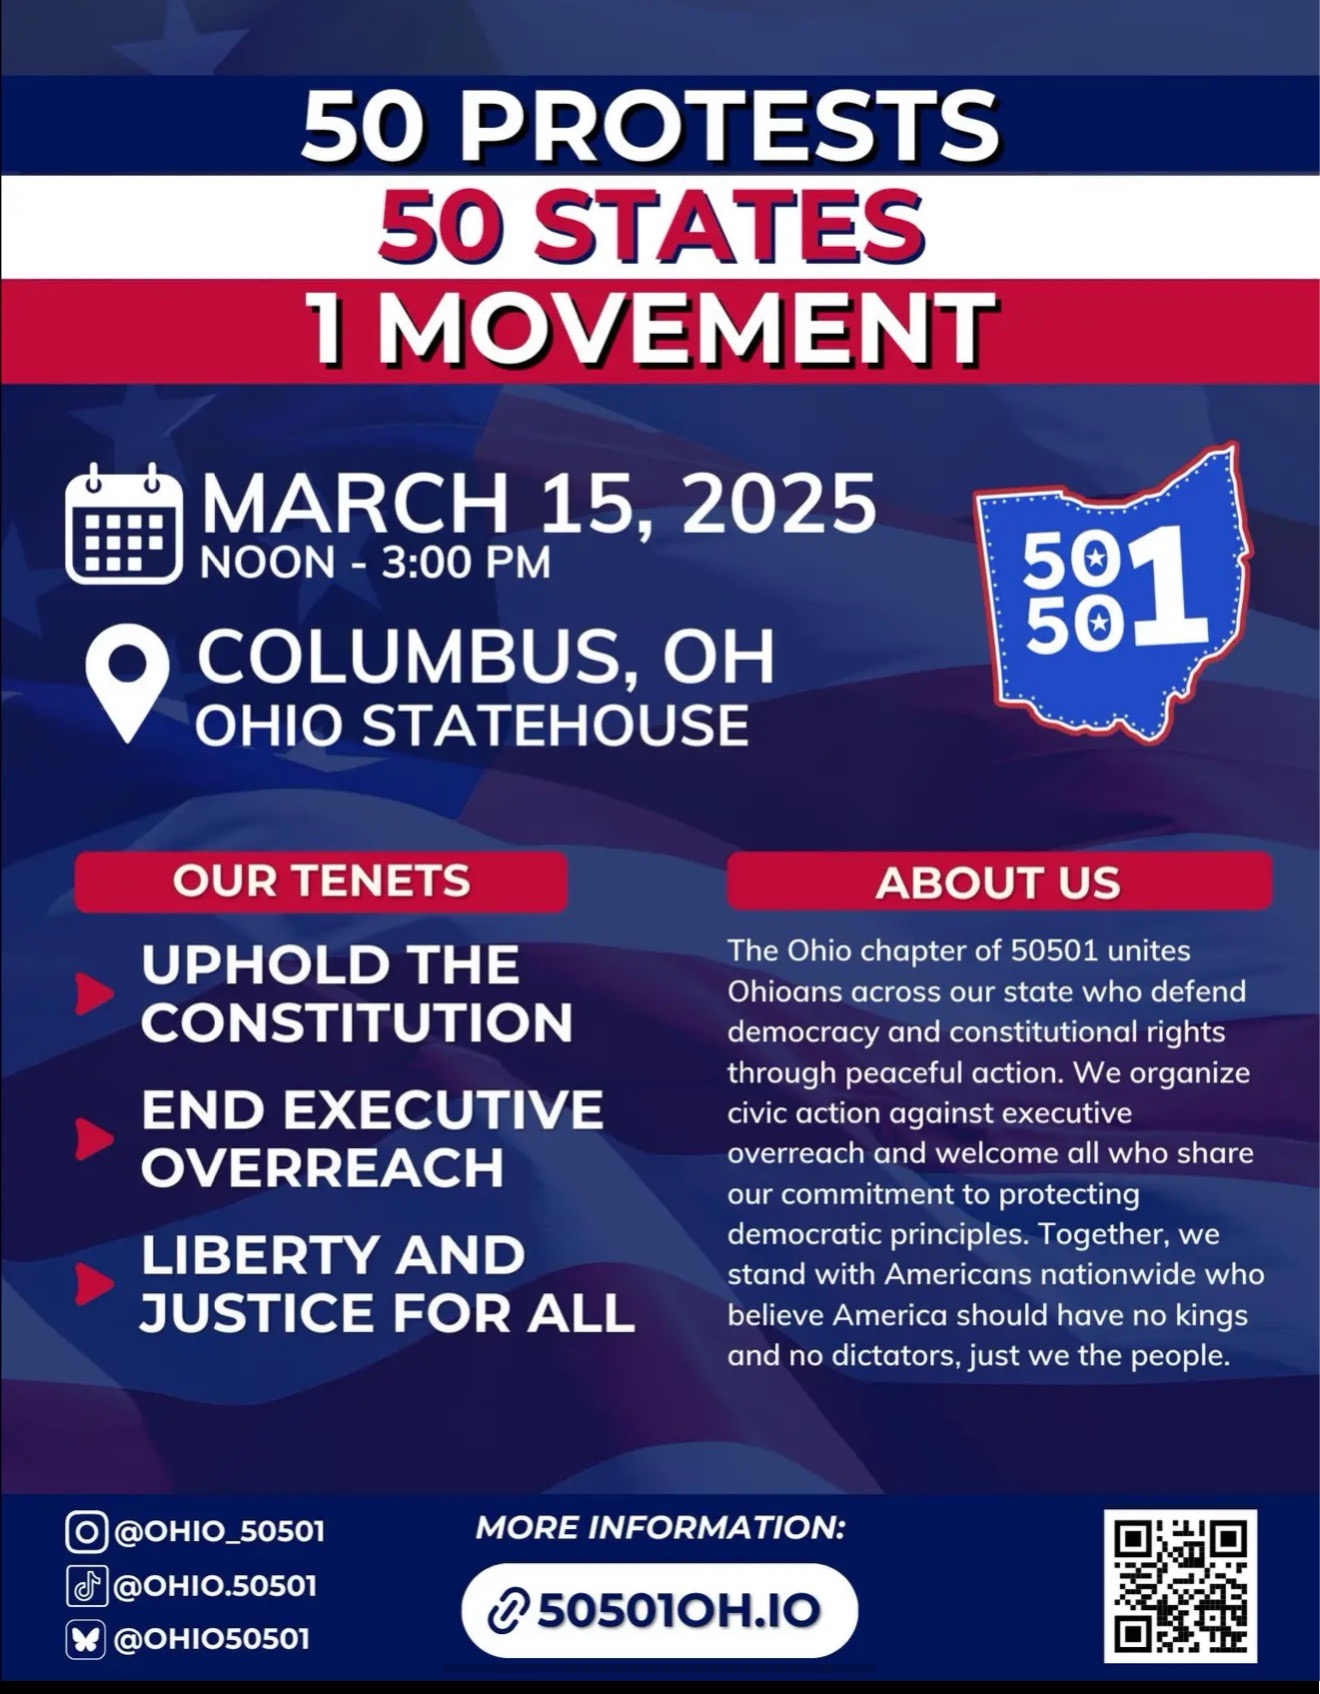 50 PROTESTS
50 STATES
1 MOVEMENT
MARCH 15, 2025
NOON - 3:00 PM
COLUMBUS, OH
OHIO STATEHOUSE
50
50
1
OUR TENETS
UPHOLD THE
CONSTITUTION
END EXECUTIVE
OVERREACH
LIBERTY AND
JUSTICE FOR ALL
ABOUT US
The Ohio chapter of 50501 unites
Ohioans across our state who defend
democracy and constitutional rights
through peaceful action. We organize
civic action against executive
overreach and welcome all who share
our commitment to protecting
democratic principles. Together, we
stand with Americans nationwide who
believe America should have no kings
and no dictators, just we the people.
@OHIO_50501
@OHIO.50501
@OHIO50501
MORE INFORMATION:
50501OH.IO